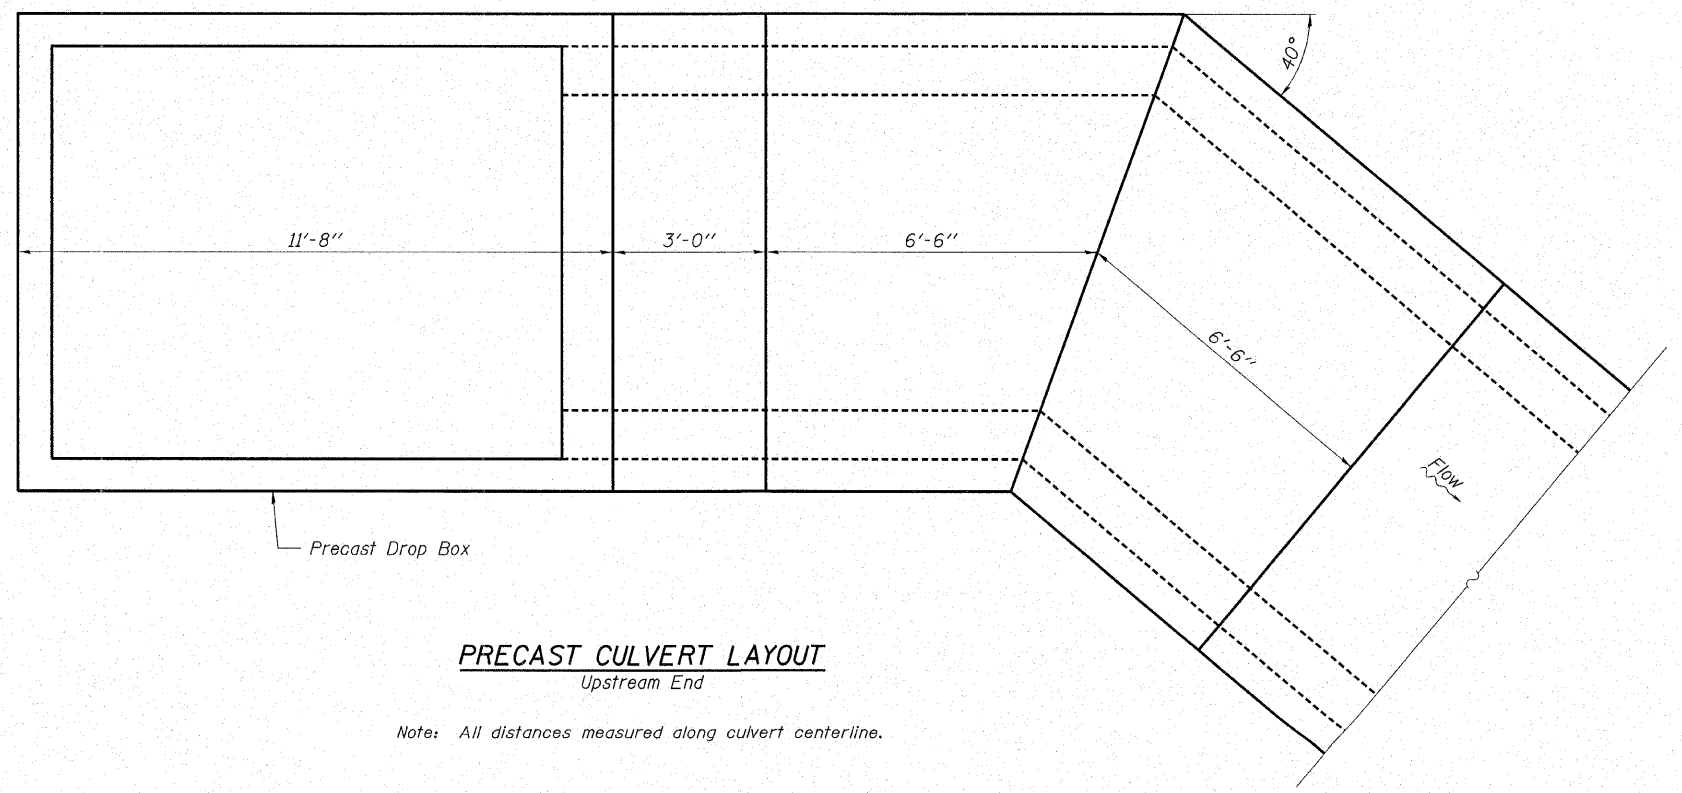 40°
11'-8"
3'-0"
6'-6"
6'-6"
Flow
Precast Drop Box
PRECAST CULVERT LAYOUT
Upstream End
Note: All distances measured along culvert centerline.